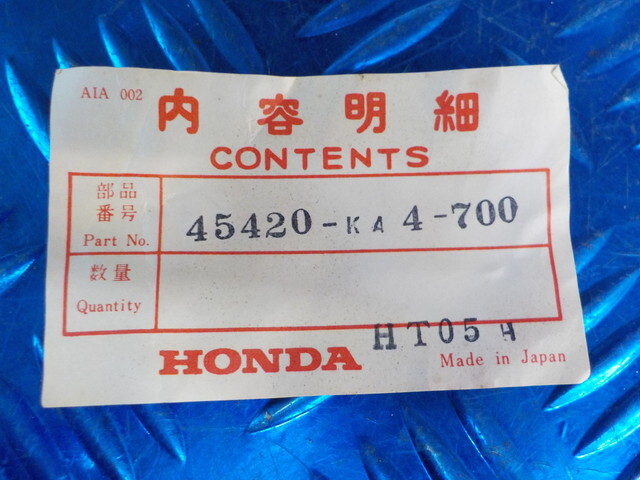 AIA 002
内容明細
CONTENTS
部品
番号
Part No.
45420-KA4-700
数量
Quantity
HT05H
HONDA
Made in Japan